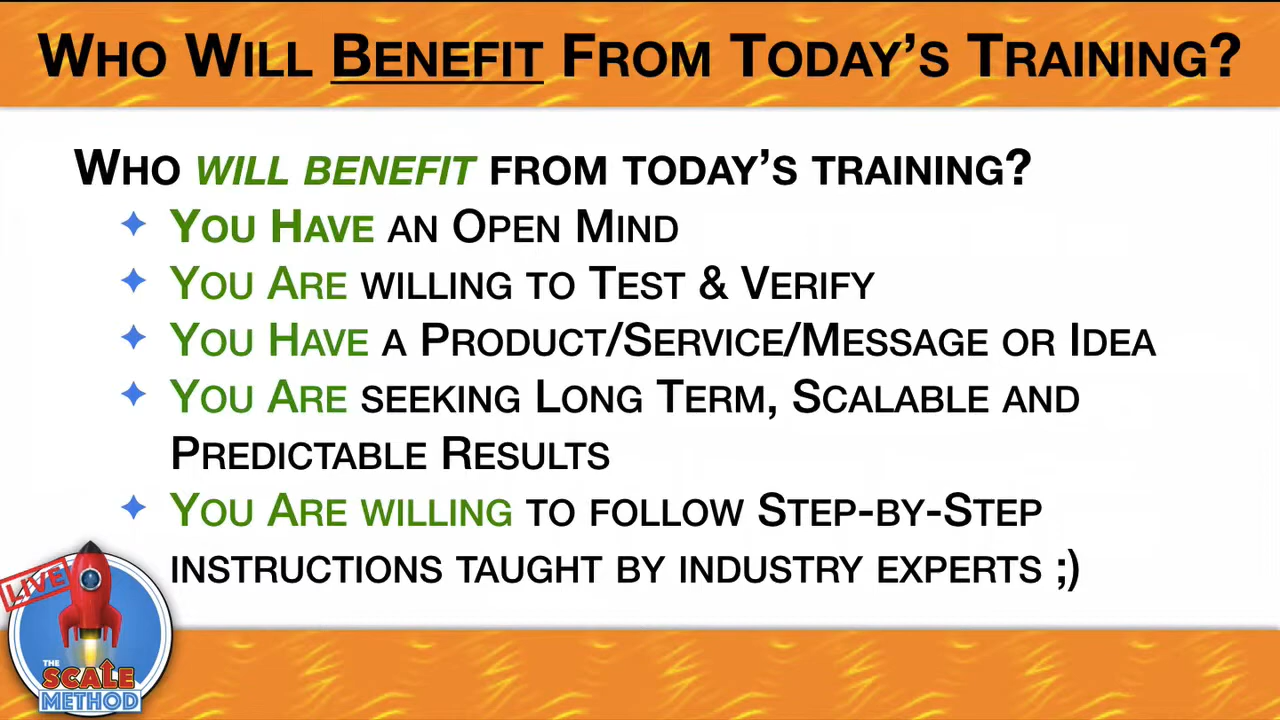 Who Will Benefit From Today's Training?
Who will benefit from today's training?
You Have an Open Mind
You Are willing to Test & Verify
You Have a Product/Service/Message or Idea
You Are seeking Long Term, Scalable and
Predictable Results
You Are willing to follow Step-by-Step
instructions taught by industry experts ;)
LIVE
THE
SCALE
METHOD